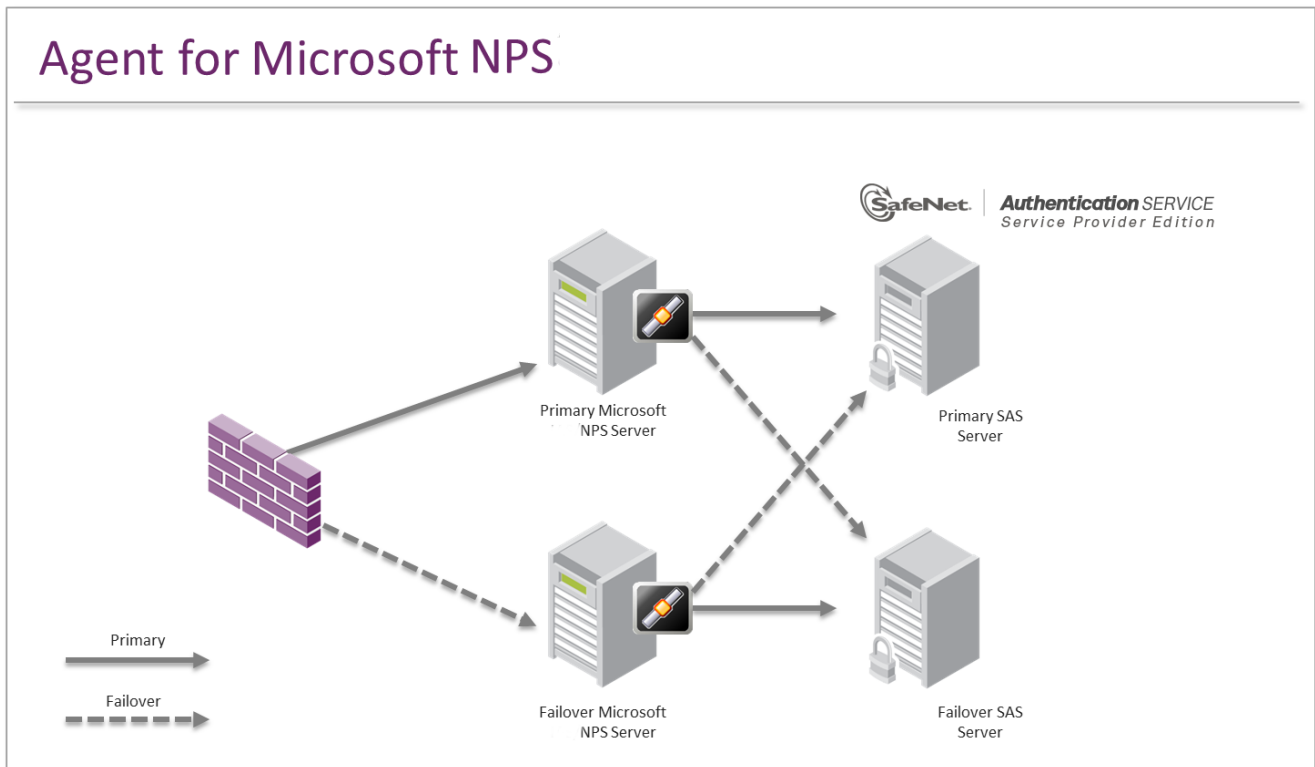 Agent for Microsoft NPS
SafeNet.
Authentication SERVICE
Service Provider Edition
Primary Microsoft
NPS Server
Primary SAS
Server
Primary
Failover
Failover Microsoft
NPS Server
Failover SAS
Server